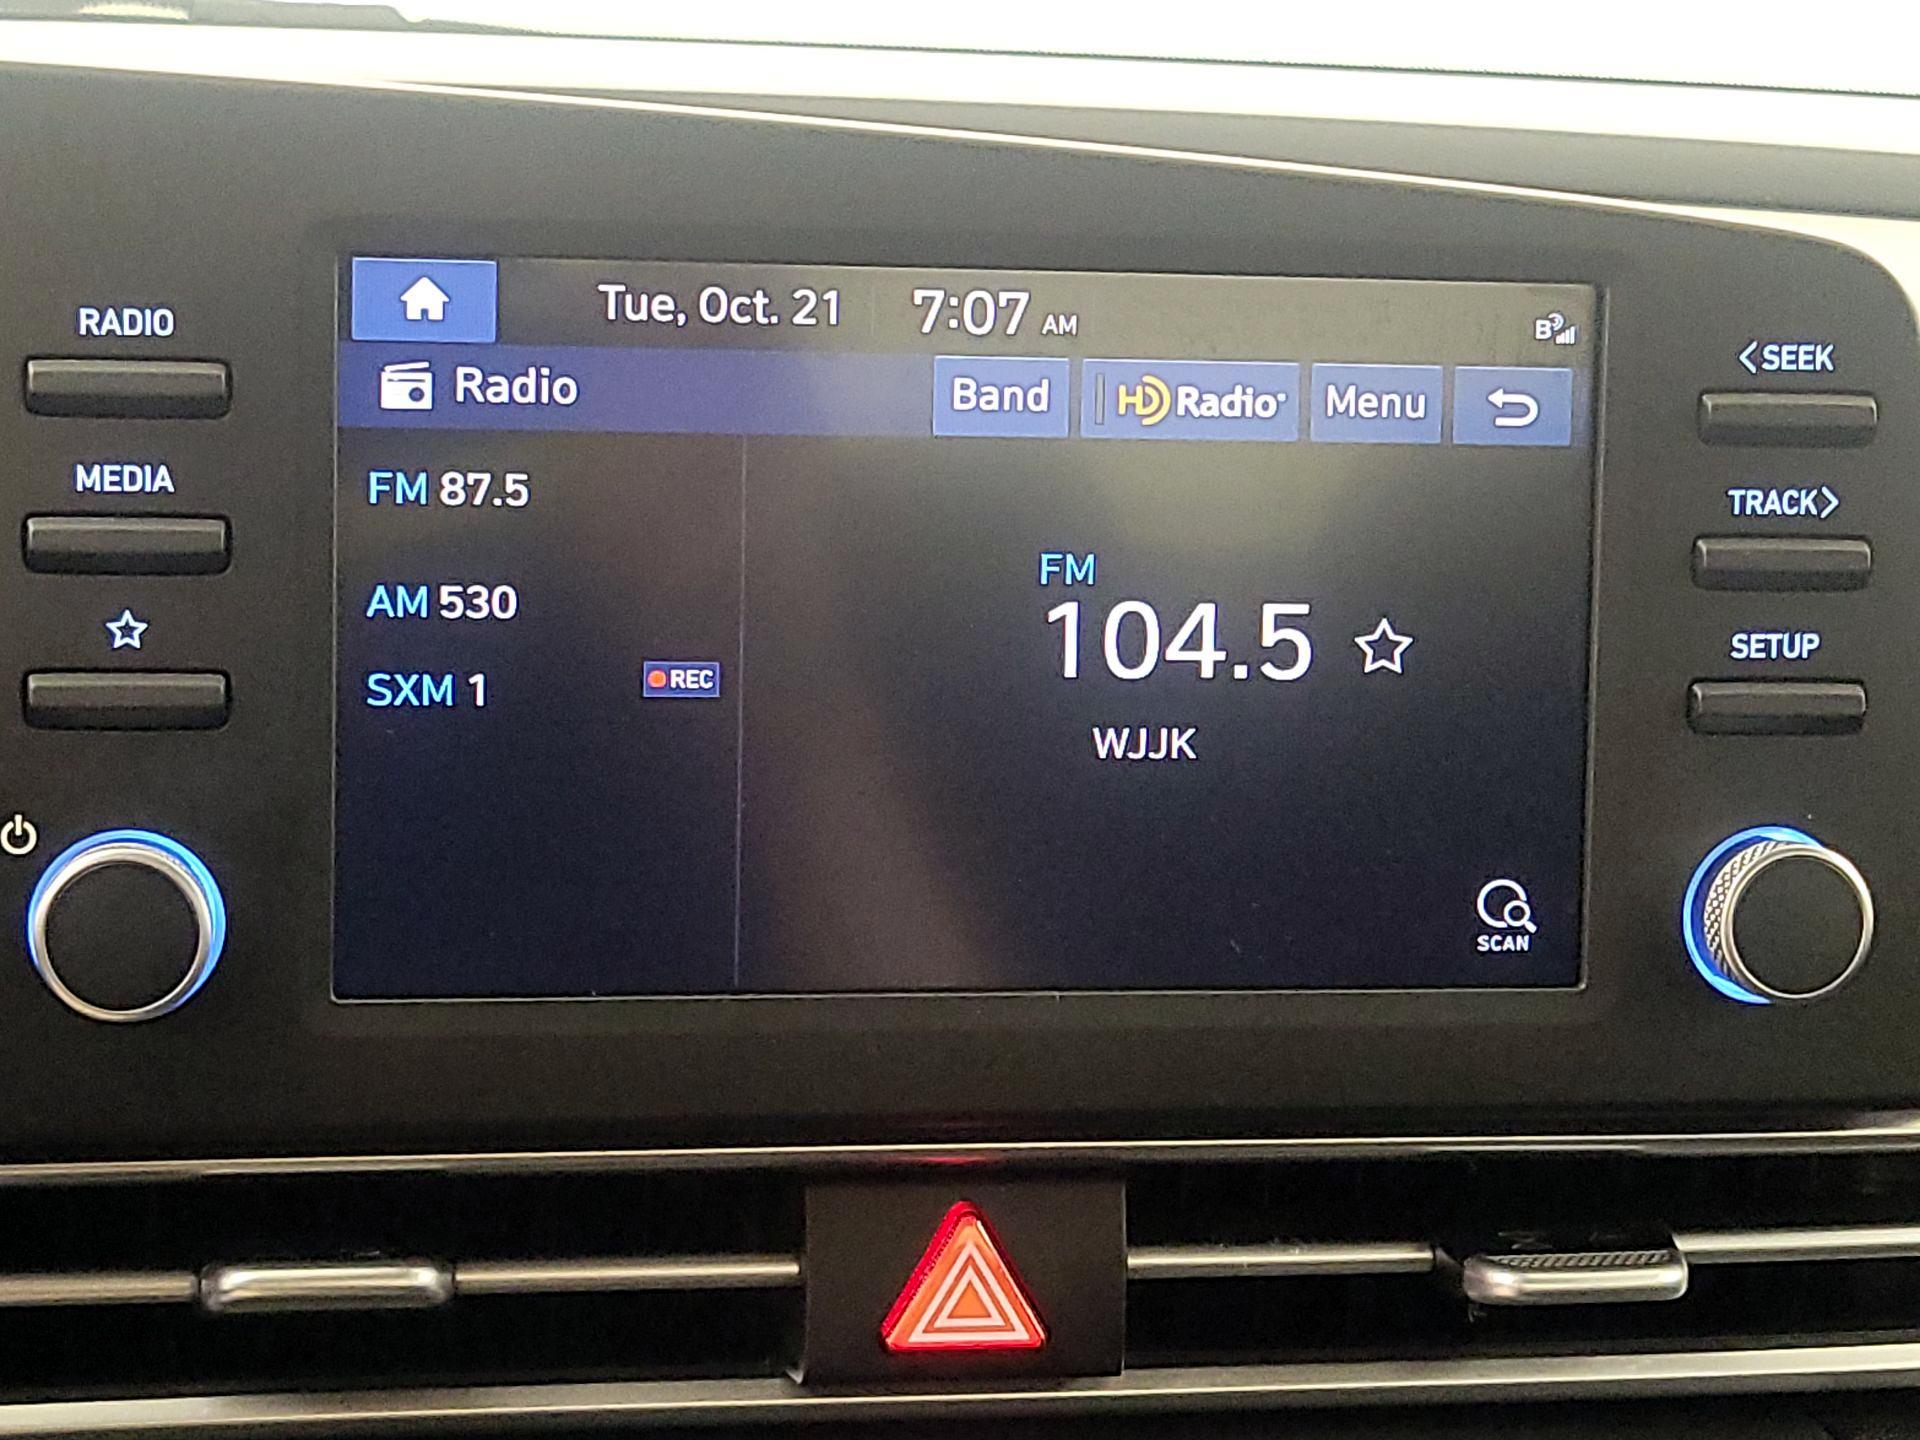 RADIO
MEDIA
Tue, Oct. 21 7:07 AM
B
Radio Band HD Radio Menu
FM 87.5
AM 530
SXM 1 REC
FM
104.5
WJJK
SCAN
<SEEK
TRACK>
SETUP